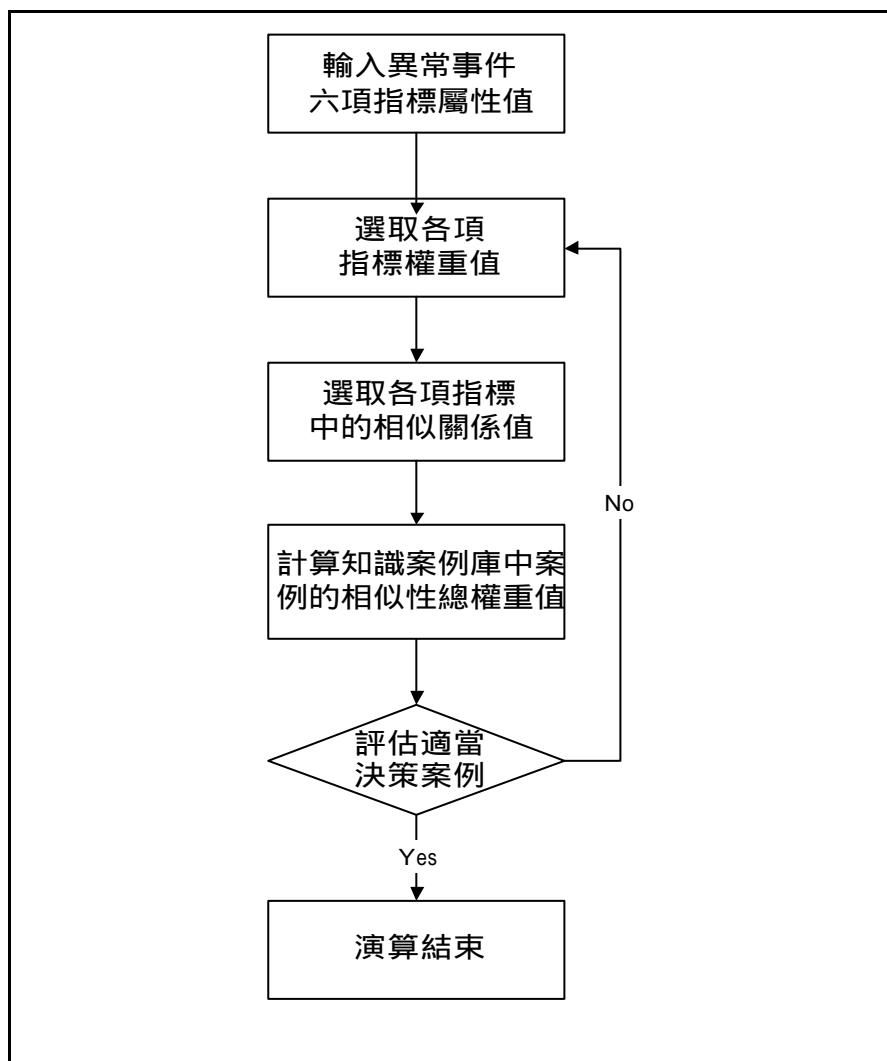 輸入異常事件
六項指標屬性值
選取各項
指標權重值
選取各項指標
中的相似關係值
No
計算知識案例庫中案
例的相似性總權重值
評估適當
決策案例
Yes
演算結束